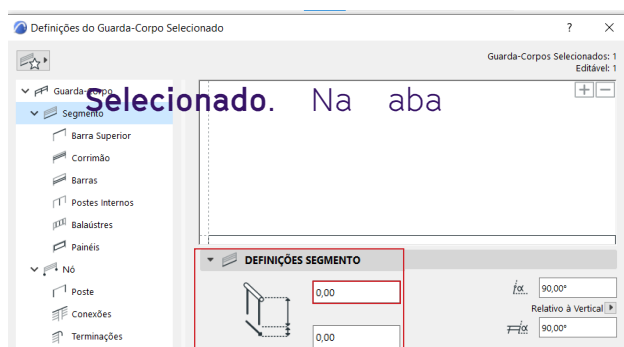 Definições do Guarda-Corpo Selecionado ? ×
Guarda-Corpos Selecionados: 1
Editável: 1
Guarda-Corpo
Selecionado. Na aba
Segmento
Barra Superior
Corrimão
Barras
Postes Internos
Balaústres
Painéis
Nó
Poste
Conexões
Terminações
DEFINIÇÕES SEGMENTO
0,00
0,00
α 90,00°
Relativo à Vertical
α 90,00°